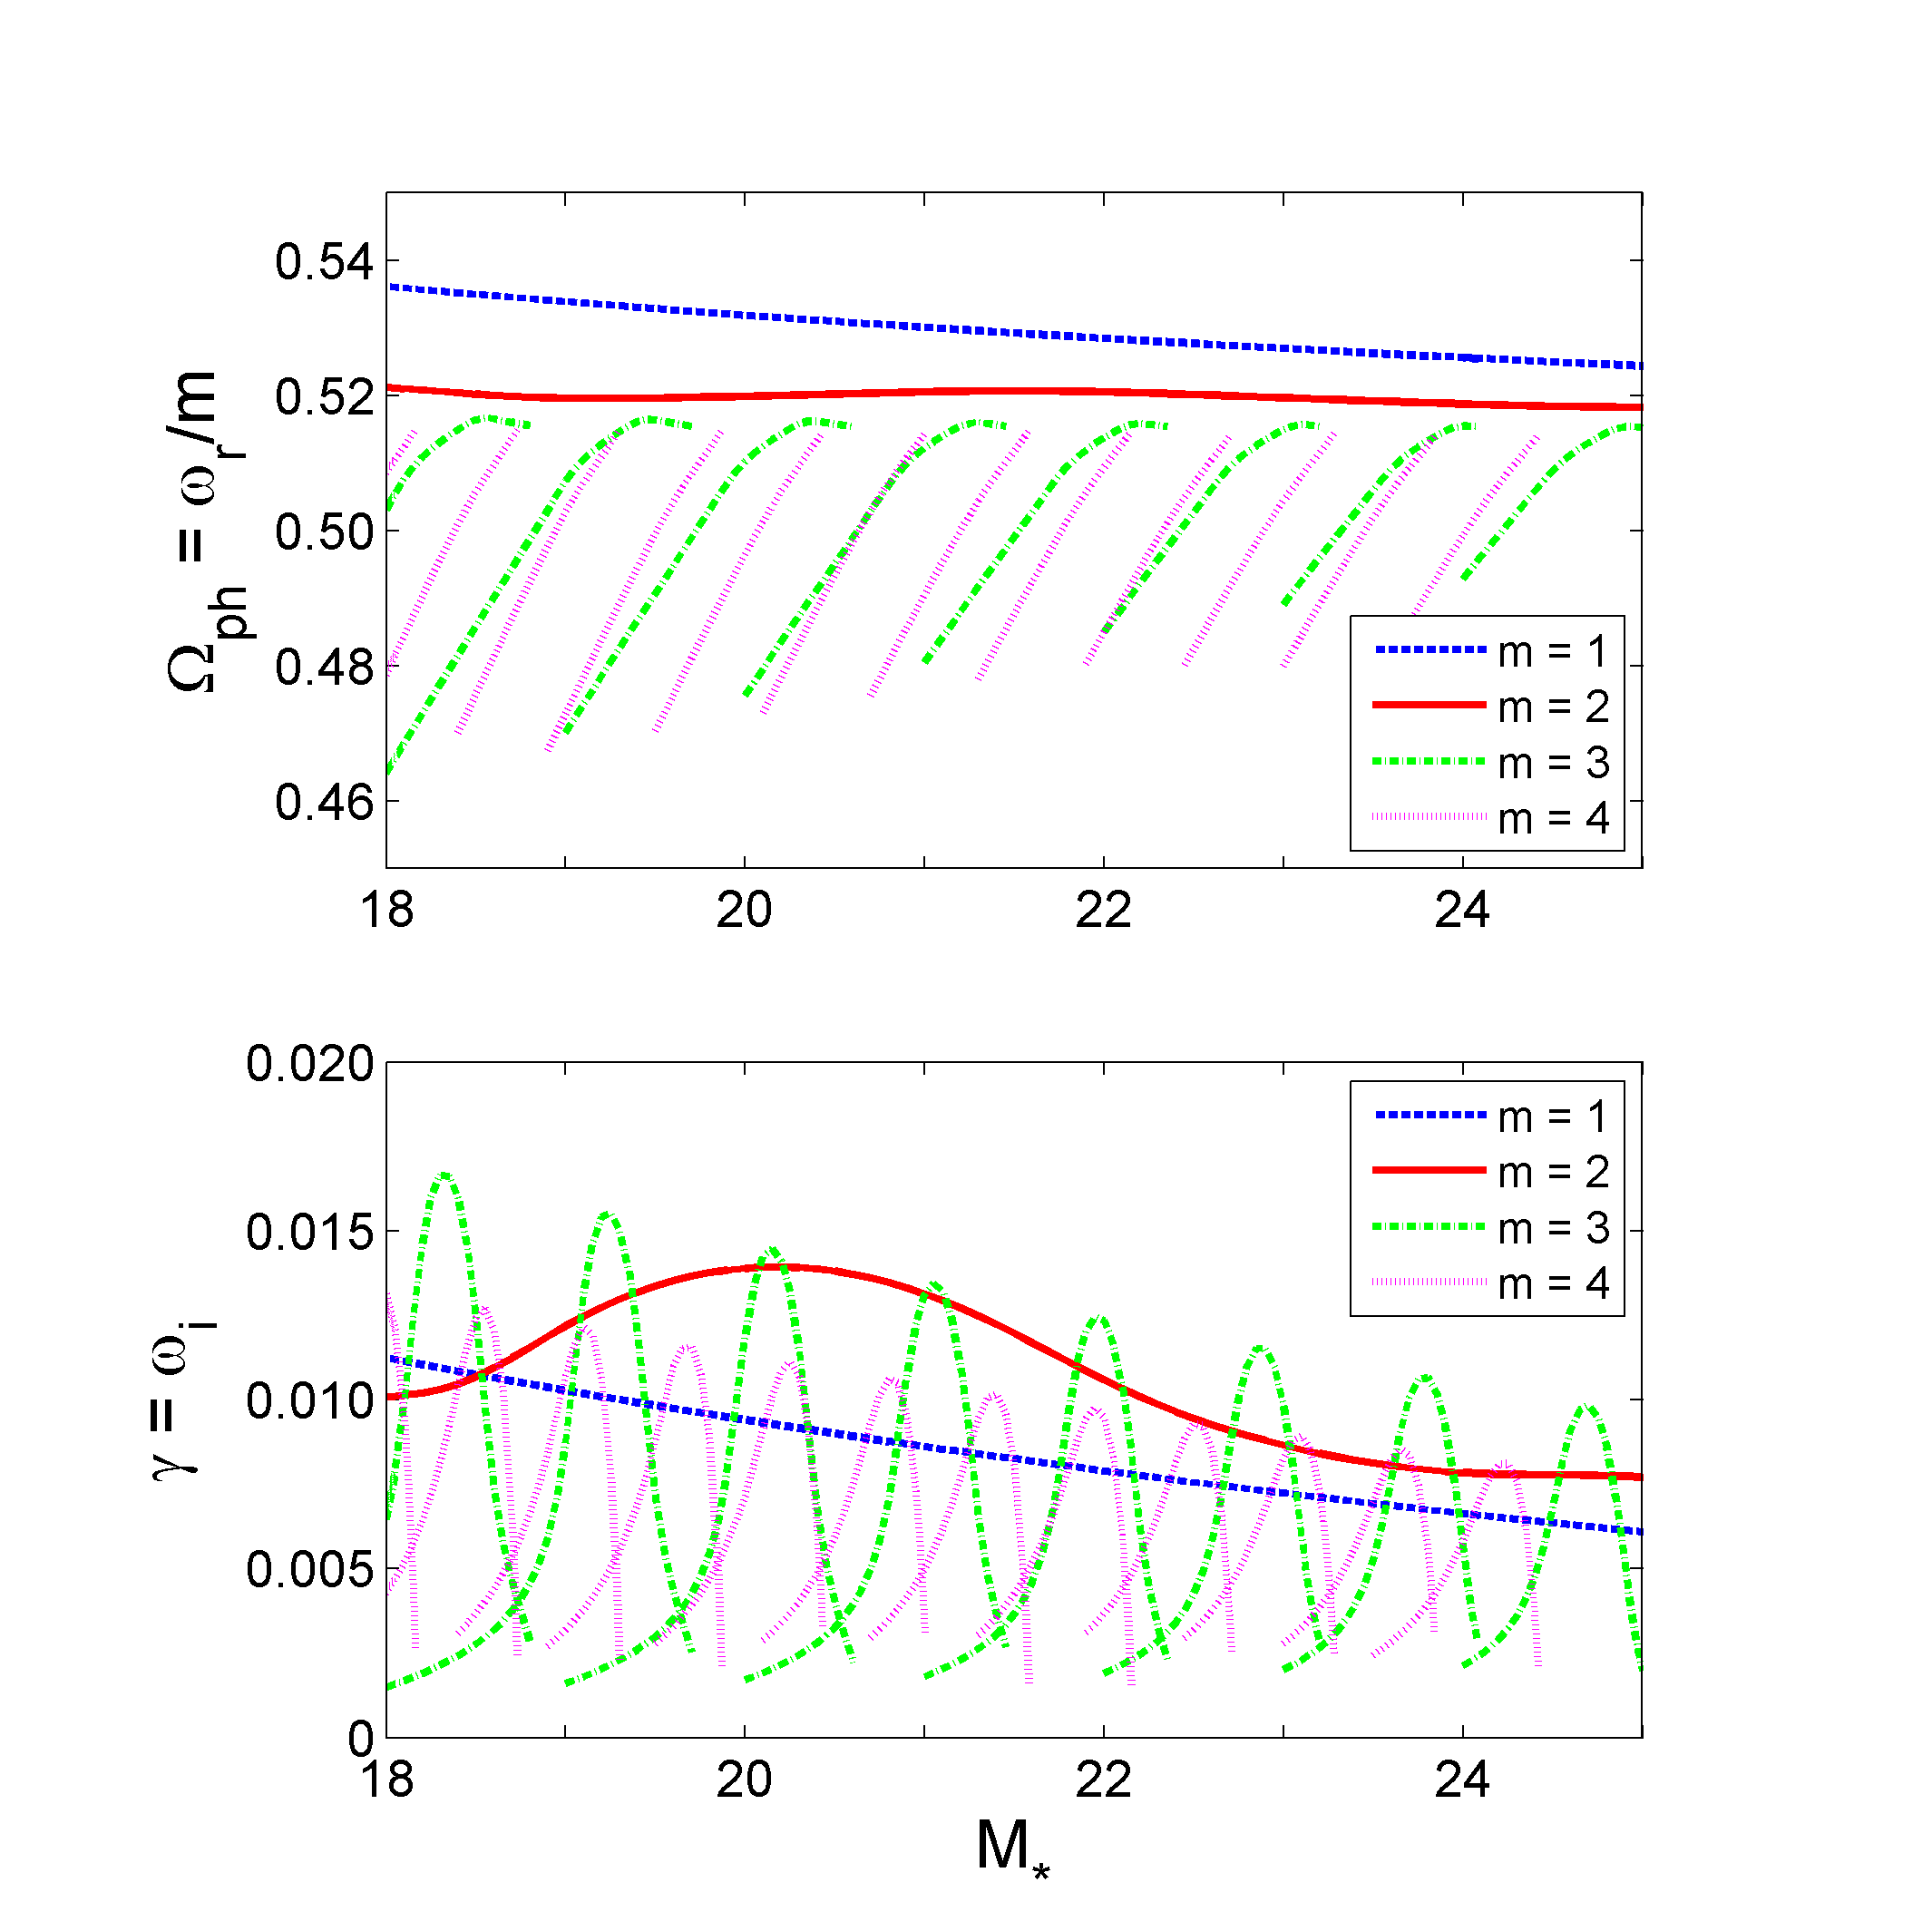 0.54
0.52
0.50
0.48
0.46
Ω_ph = ω_r/m
m = 1
m = 2
m = 3
m = 4
18 20 22 24
0.020
0.015
0.010
0.005
0
γ = ω_i
m = 1
m = 2
m = 3
m = 4
18 20 22 24
M_*